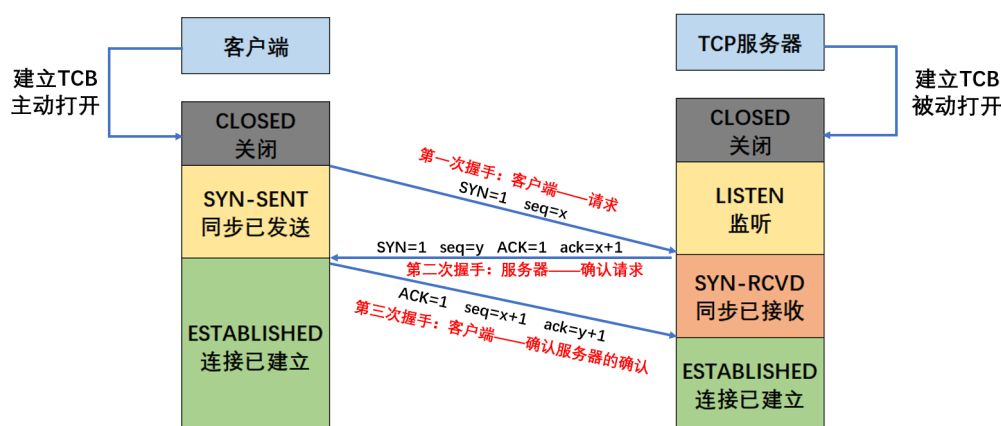 客户端
TCP服务器
建立TCB
主动打开
建立TCB
被动打开
CLOSED
关闭
CLOSED
关闭
第一次握手：客户端——请求
SYN=1 seq=x
SYN-SENT
同步已发送
LISTEN
监听
SYN=1 seq=y ACK=1 ack=x+1
第二次握手：服务器——确认请求
SYN-RCVD
同步已接收
ACK=1 seq=x+1 ack=y+1
第三次握手：客户端——确认服务器的确认
ESTABLISHED
连接已建立
ESTABLISHED
连接已建立